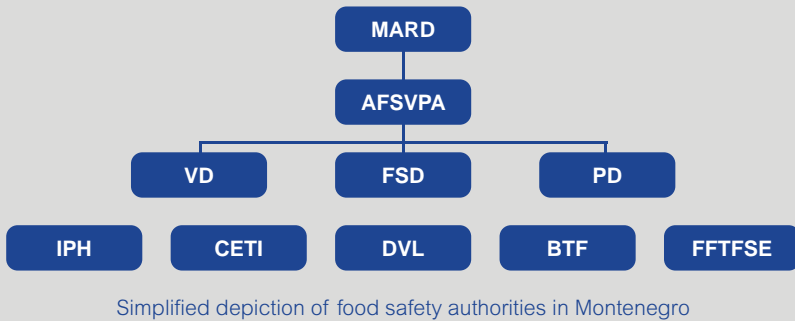 MARD
AFSVPA
VD FSD PD
IPH CETI DVL BTF FFTFSE
Simplified depiction of food safety authorities in Montenegro